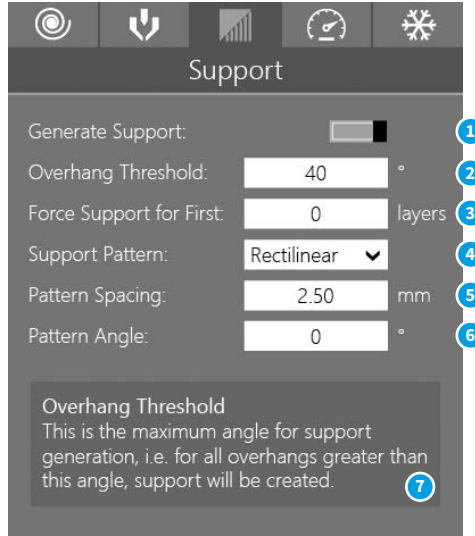 Support
Generate Support: 1
Overhang Threshold: 40 ° 2
Force Support for First: 0 layers 3
Support Pattern: Rectilinear 4
Pattern Spacing: 2.50 mm 5
Pattern Angle: 0 ° 6
Overhang Threshold
This is the maximum angle for support
generation, i.e. for all overhangs greater than
this angle, support will be created. 7